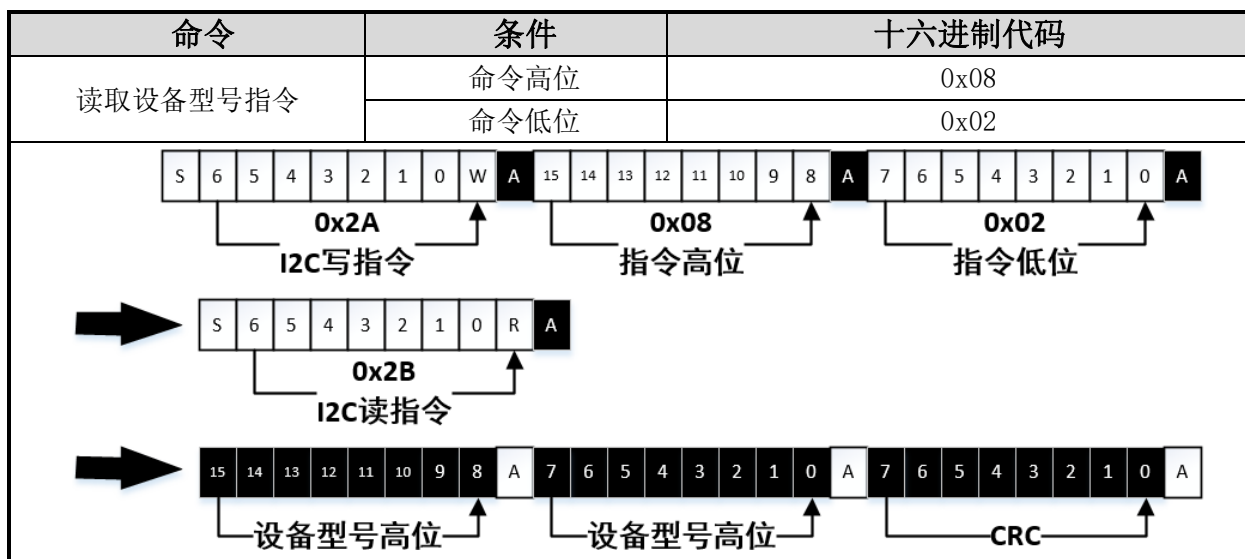 命令 条件 十六进制代码
读取设备型号指令 命令高位 0x08
命令低位 0x02
S 6 5 4 3 2 1 0 W A 15 14 13 12 11 10 9 8 A 7 6 5 4 3 2 1 0 A
0x2A 0x08 0x02
I2C写指令 指令高位 指令低位
S 6 5 4 3 2 1 0 R A
0x2B
I2C读指令
15 14 13 12 11 10 9 8 A 7 6 5 4 3 2 1 0 A 7 6 5 4 3 2 1 0 A
设备型号高位 设备型号高位 CRC